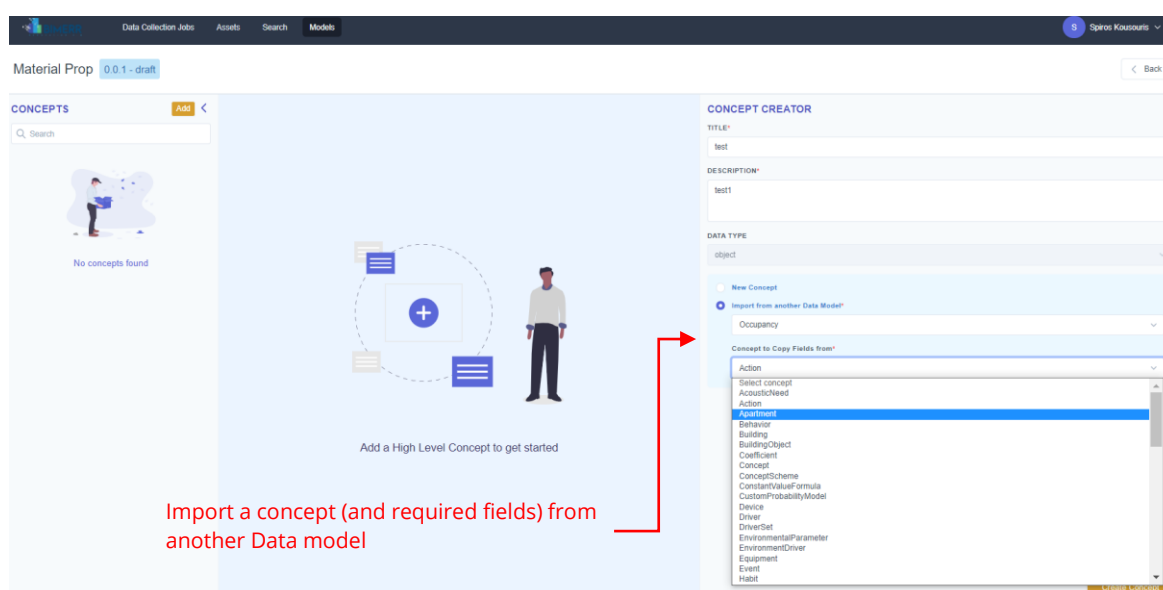 Data Collection Jobs Assets Search Models S Spiros Kousouris
Material Prop 0.0.1 - draft Back
CONCEPTS Add
Search
No concepts found
Add a High Level Concept to get started
Import a concept (and required fields) from
another Data model
CONCEPT CREATOR
TITLE*
test
DESCRIPTION*
test1
DATA TYPE
object
New Concept
Import from another Data Model*
Occupancy
Concept to Copy Fields from*
Action
Select concept
AcousticNeed
Action
Apartment
Behavior
Building
BuildingObject
Coefficient
Concept
ConceptScheme
ConstantValueFormula
CustomProbabilityModel
Device
Driver
DriverSet
EnvironmentalParameter
EnvironmentDriver
Equipment
Event
Habit
Create Concept